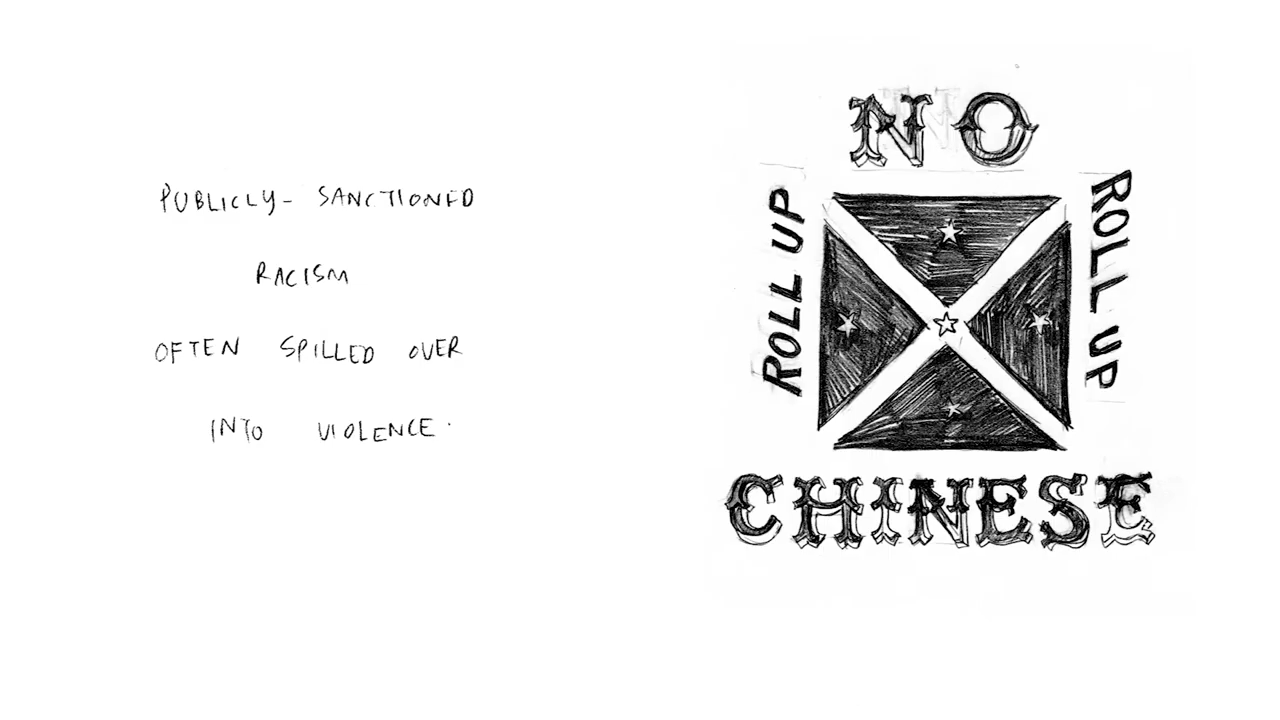 PUBLICLY- SANCTIONED
RACISM
OFTEN SPILLED OVER
INTO VIOLENCE.
NO
ROLL UP
ROLL UP
CHINESE